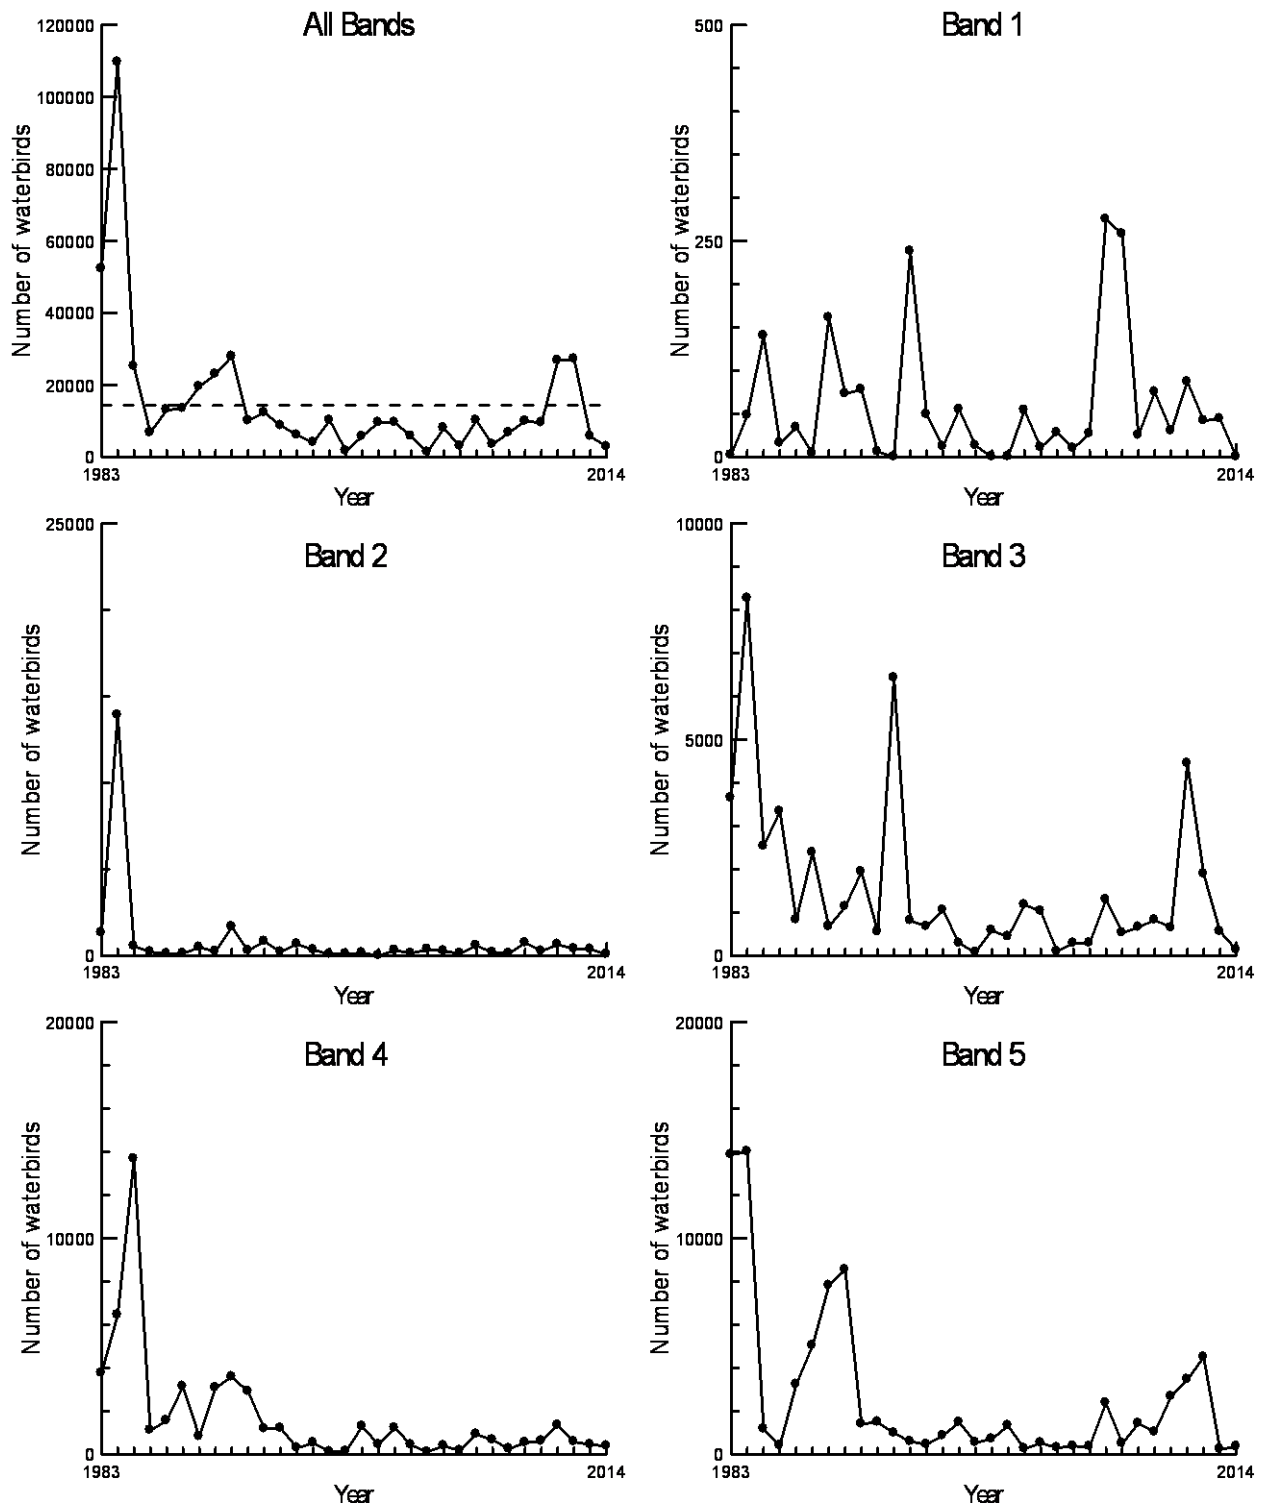 All Bands
120000
100000
80000
60000
40000
20000
0
Number of waterbirds
1983
2014
Year
Band 1
500
250
0
Number of waterbirds
1983
2014
Year
Band 2
25000
0
Number of waterbirds
1983
2014
Year
Band 3
10000
5000
0
Number of waterbirds
1983
2014
Year
Band 4
20000
10000
0
Number of waterbirds
1983
2014
Year
Band 5
20000
10000
0
Number of waterbirds
1983
2014
Year